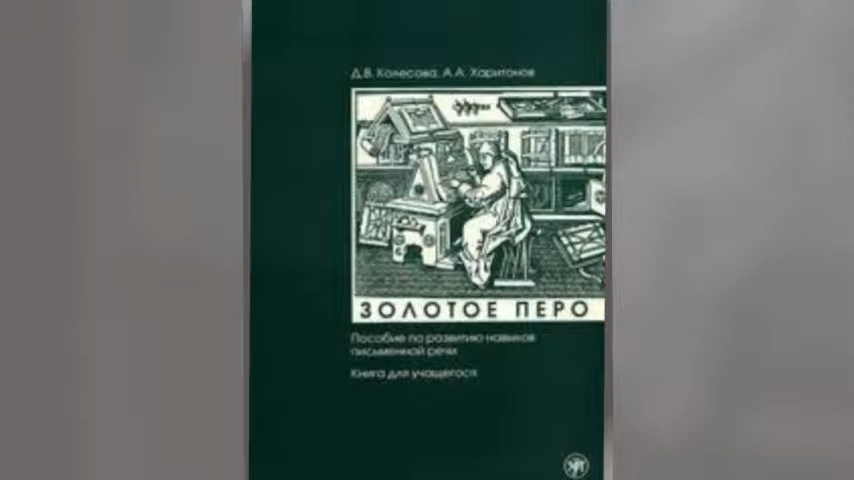 Д.В. Колесова, А.А. Харитонов
ЗОЛОТОЕ ПЕРО
Пособие по развитию навыков
письменной речи
Книга для учащегося